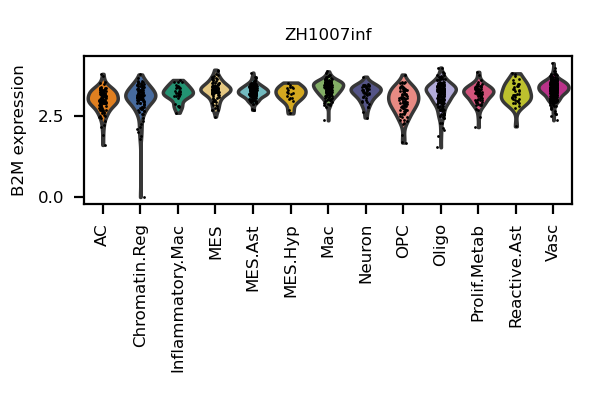 ZH1007inf
B2M expression
2.5
0.0
AC
Chromatin.Reg
Inflammatory.Mac
MES
MES.Ast
MES.Hyp
Mac
Neuron
OPC
Oligo
Prolif.Metab
Reactive.Ast
Vasc